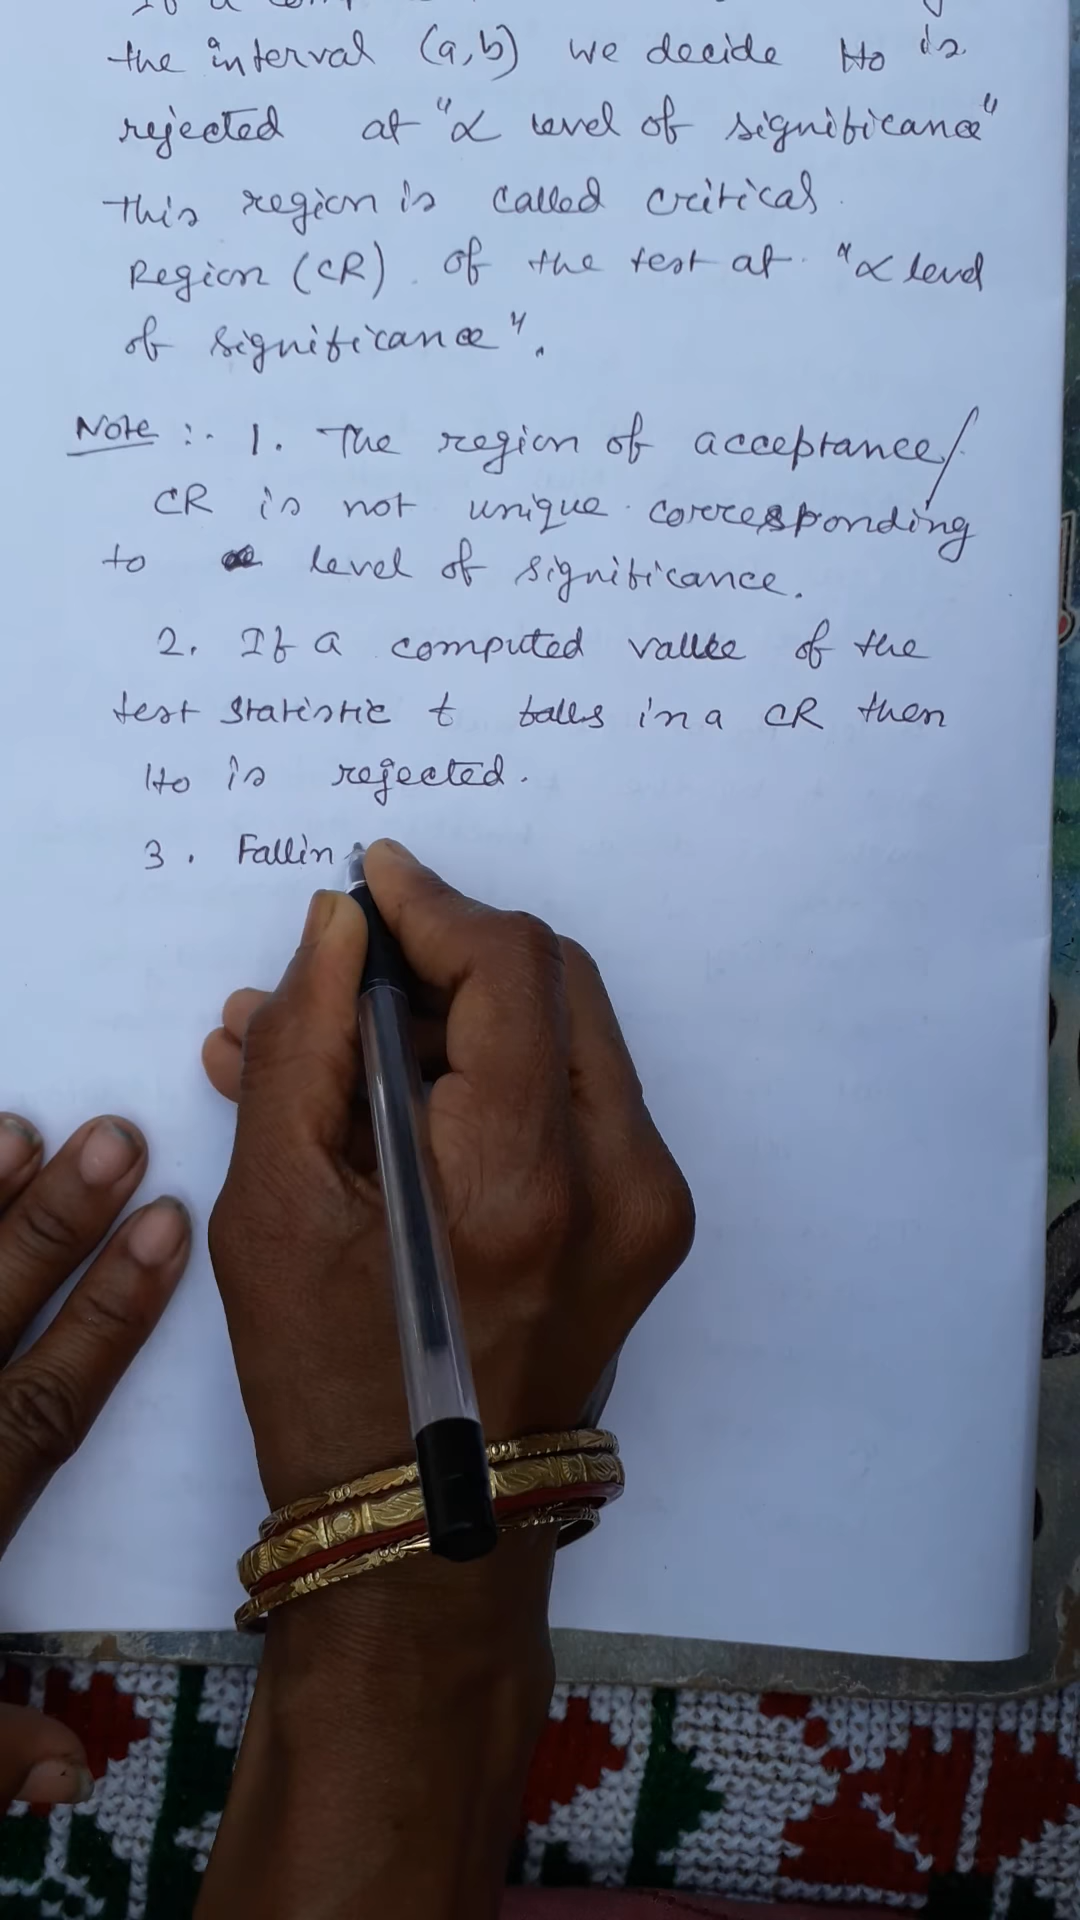 the interval (a,b) we decide Ho is
rejected at "α level of significance"
this region is called critical
Region (CR) of the test at "α level
of significance".
Note :- 1. The region of acceptance/
CR is not unique corresponding
to level of significance.
2. If a computed value of the
test statistic t falls in a CR then
Ho is rejected.
3. Fallin